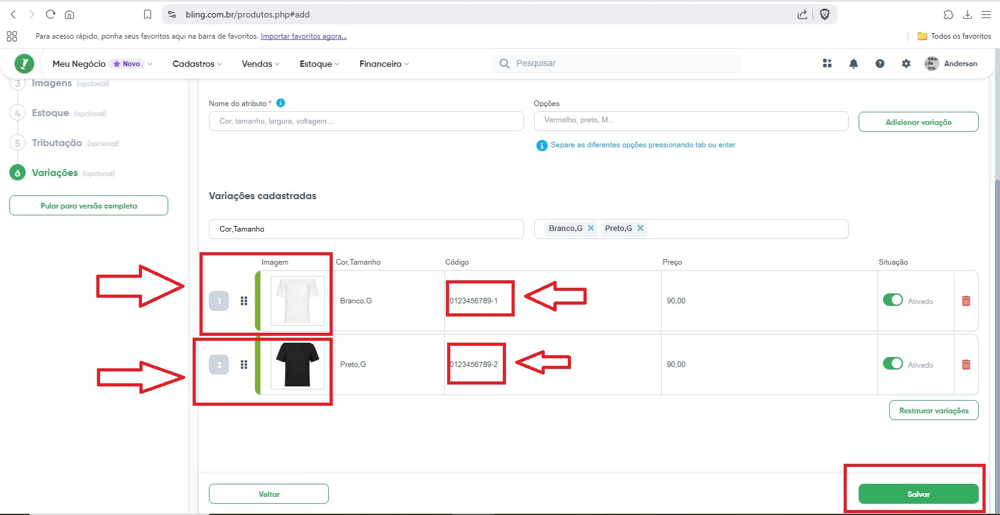 bling.com.br/produtos.php#add
Para acesso rápido, ponha seus favoritos aqui na barra de favoritos. Importar favoritos agora...
Todos os favoritos
Meu Negócio Novo Cadastros Vendas Estoque Financeiro Pesquisar Anderson
3 Imagens (opcional)
4 Estoque (opcional)
5 Tributação (opcional)
6 Variações (opcional)
Pular para versão completa
Nome do atributo * Opções
Cor, tamanho, largura, voltagem... Vermelho, preto, M... Adicionar variação
Separe as diferentes opções pressionando tab ou enter
Variações cadastradas
Cor,Tamanho Branco,G Preto,G
Imagem Cor,Tamanho Código Preço Situação
1 Branco,G 0123456789-1 90,00 Ativado
2 Preto,G 0123456789-2 90,00 Ativado
Restaurar variações
Voltar Salvar